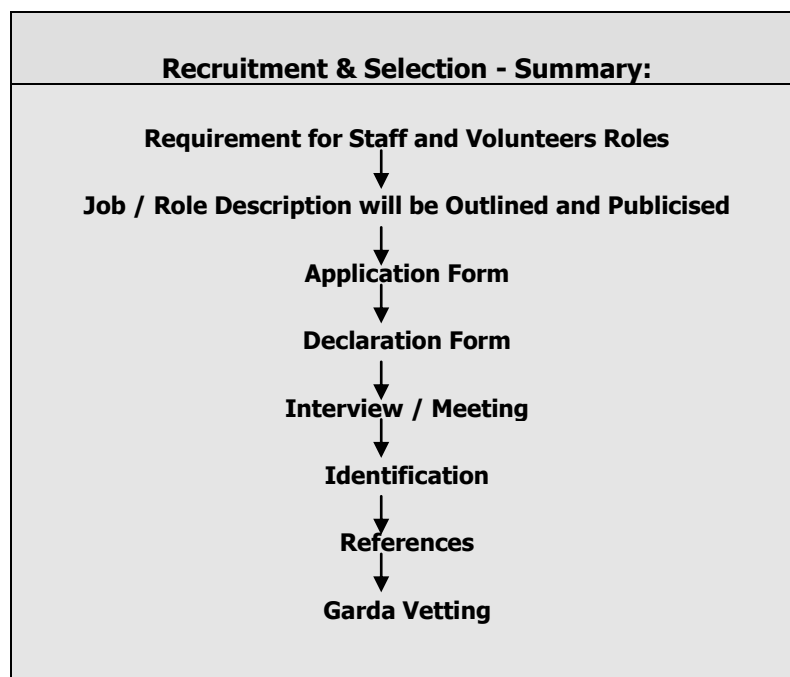 Recruitment & Selection - Summary:
Requirement for Staff and Volunteers Roles
Job / Role Description will be Outlined and Publicised
Application Form
Declaration Form
Interview / Meeting
Identification
References
Garda Vetting